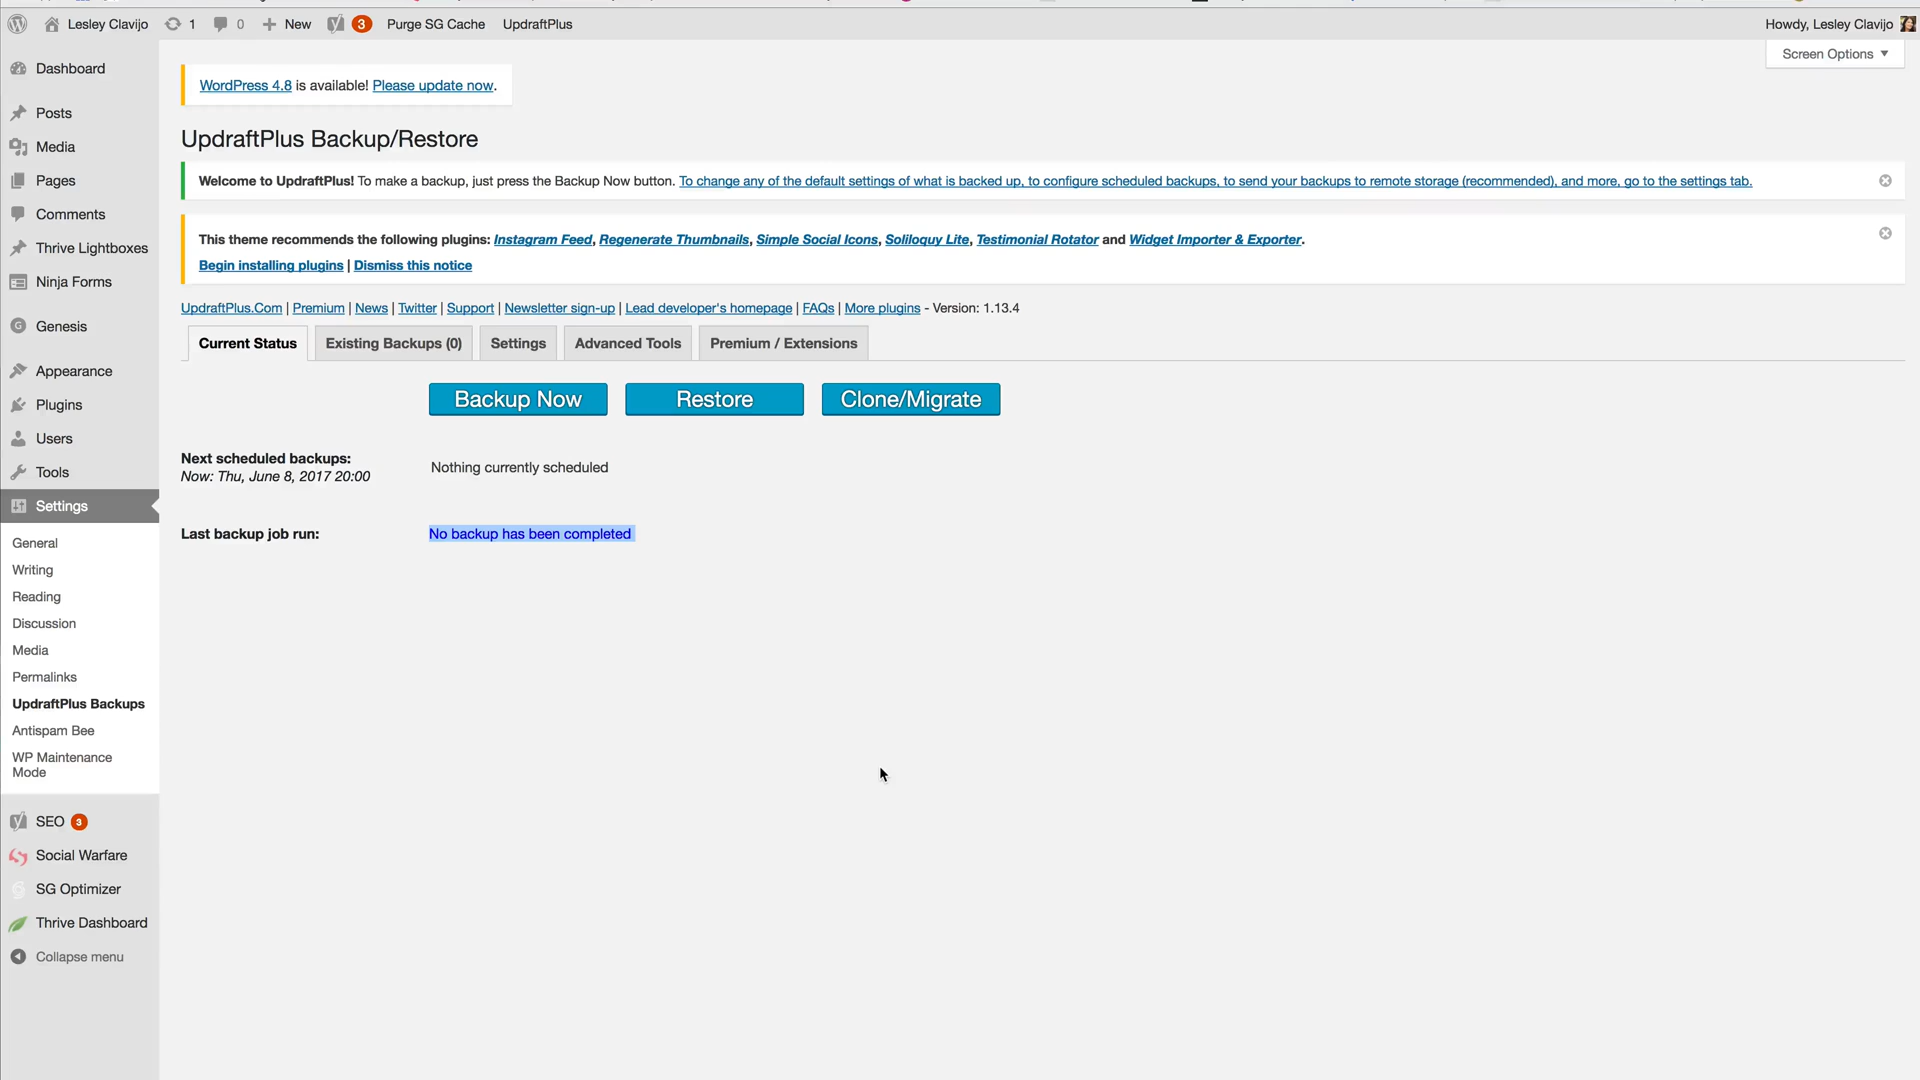 Lesley Clavijo 1 0 New 3 Purge SG Cache UpdraftPlus Howdy, Lesley Clavijo
Screen Options
Dashboard
Posts
Media
Pages
Comments
Thrive Lightboxes
Ninja Forms
Genesis
Appearance
Plugins
Users
Tools
Settings
General
Writing
Reading
Discussion
Media
Permalinks
UpdraftPlus Backups
Antispam Bee
WP Maintenance
Mode
SEO 3
Social Warfare
SG Optimizer
Thrive Dashboard
Collapse menu
WordPress 4.8 is available! Please update now.
UpdraftPlus Backup/Restore
Welcome to UpdraftPlus! To make a backup, just press the Backup Now button. To change any of the default settings of what is backed up, to configure scheduled backups, to send your backups to remote storage (recommended), and more, go to the settings tab.
This theme recommends the following plugins: Instagram Feed, Regenerate Thumbnails, Simple Social Icons, Soliloquy Lite, Testimonial Rotator and Widget Importer & Exporter.
Begin installing plugins | Dismiss this notice
UpdraftPlus.Com | Premium | News | Twitter | Support | Newsletter sign-up | Lead developer's homepage | FAQs | More plugins - Version: 1.13.4
Current Status Existing Backups (0) Settings Advanced Tools Premium / Extensions
Backup Now Restore Clone/Migrate
Next scheduled backups:
Now: Thu, June 8, 2017 20:00
Nothing currently scheduled
Last backup job run: No backup has been completed